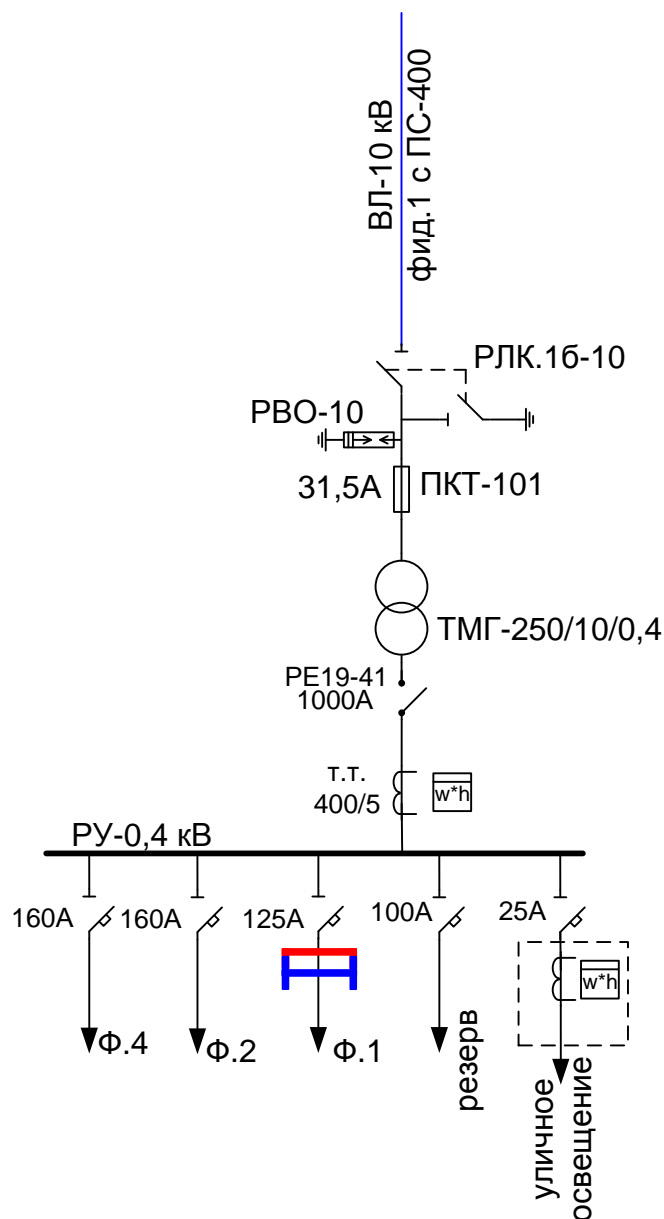 ВЛ-10 кВ
фид.1 с ПС-400
РЛК.1б-10
РВО-10
31,5А
ПКТ-101
ТМГ-250/10/0,4
РЕ19-41
1000А
т.т.
400/5
w*h
РУ-0,4 кВ
160А
160А
125А
100А
25А
w*h
Ф.4
Ф.2
Ф.1
резерв
уличное
освещение